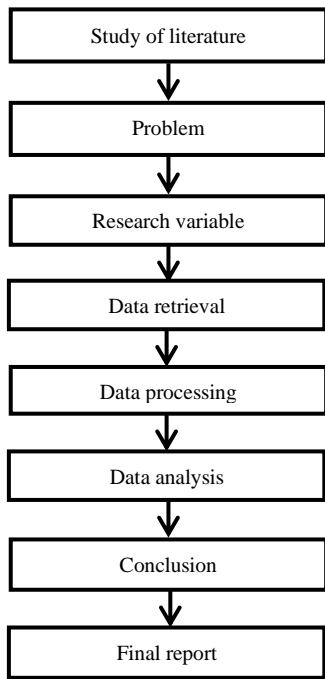 Study of literature
Problem
Research variable
Data retrieval
Data processing
Data analysis
Conclusion
Final report